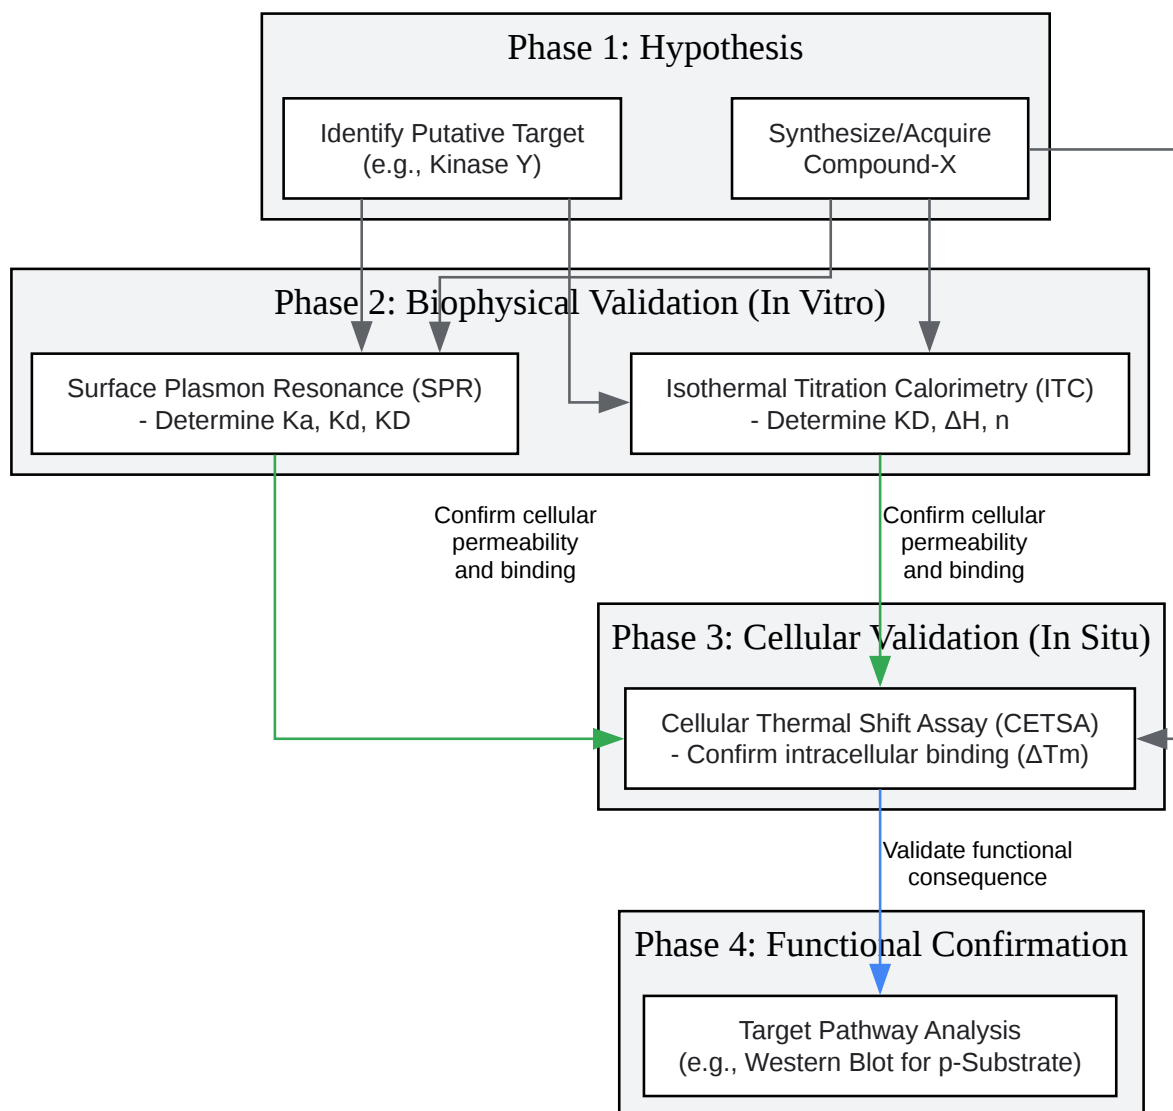 Phase 1: Hypothesis
Identify Putative Target
(e.g., Kinase Y)
Synthesize/Acquire
Compound-X
Phase 2: Biophysical Validation (In Vitro)
Surface Plasmon Resonance (SPR)
- Determine Ka, Kd, KD
Isothermal Titration Calorimetry (ITC)
- Determine KD, ΔH, n
Confirm cellular
permeability
and binding
Confirm cellular
permeability
and binding
Phase 3: Cellular Validation (In Situ)
Cellular Thermal Shift Assay (CETSA)
- Confirm intracellular binding (ΔTm)
Validate functional
consequence
Phase 4: Functional Confirmation
Target Pathway Analysis
(e.g., Western Blot for p-Substrate)